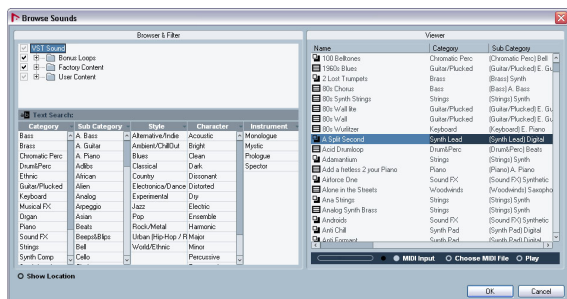 Browse Sounds
Browser & Filter
VST Sound
Bonus Loops
Factory Content
User Content
Text Search:
Category Sub Category Style Character Instrument
Bass A. Bass Alternative/Indie Acoustic Monologue
Brass A. Guitar Ambient/ChillOut Bright Mystic
Chromatic Perc A. Piano Blues Clean Prologue
Drum&Perc Adlibs Classical Dark Spector
Ethnic African Country Dissonant
Guitar/Plucked Alien Electronica/Dance Distorted
Keyboard Analog Experimental Dry
Musical FX Arpeggio Jazz Electric
Organ Asian Pop Ensemble
Piano Beats Rock/Metal Harmonic
Sound FX Beeps&Blips Urban (Hip-Hop / R Major
Strings Bell World/Ethnic Minor
Synth Comp Cello Percussive
Show Location
Viewer
Name Category Sub Category
100 Belltones Chromatic Perc (Chromatic Perc) Bell
1960s Blues Guitar/Plucked (Guitar/Plucked) E. Gu
2 Lost Trumpets Brass (Brass) Synth
80s Chorus Bass (Bass) A. Bass
80s Synth Strings Strings (Strings) Synth
80s Wall lite Guitar/Plucked (Guitar/Plucked) E. Gu
80s Wall Guitar/Plucked (Guitar/Plucked) E. Gu
80s Wurlitzer Keyboard (Keyboard) E. Piano
A Split Second Synth Lead (Synth Lead) Digital
Acid Drumloop Drum&Perc (Drum&Perc) Beats
Adamantium Strings (Strings) Synth
Add a hotless 2 your Piano Piano (Piano) A. Piano
Airforce One Sound FX (Sound FX) Synthetic
Alone in the Streets Woodwinds (Woodwinds) Saxopho
Ana Strings Strings (Strings) Synth
Analog Synth Brass Strings (Strings) Synth
Androids Sound FX (Sound FX) Synthetic
Anti Chill Synth Pad (Synth Pad) Digital
Anti Forment Synth Pad (Synth Pad) Digital
MIDI Input Choose MIDI File Play
OK Cancel